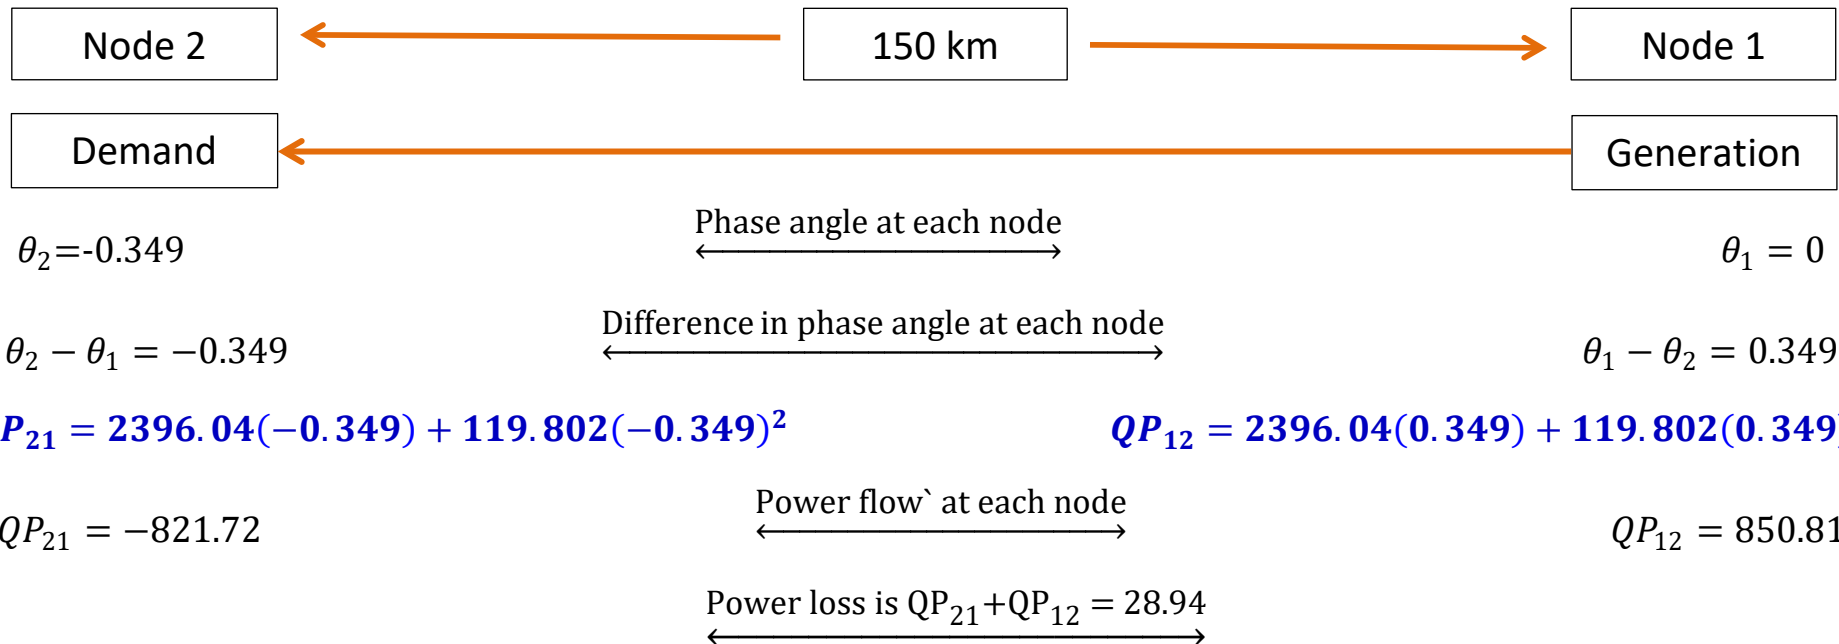 Node 2 150 km Node 1
Demand Generation
Phase angle at each node
θ₂=-0.349 θ₁ = 0
Difference in phase angle at each node
θ₂ − θ₁ = −0.349 θ₁ − θ₂ = 0.349
P₂₁ = 2396.04(−0.349) + 119.802(−0.349)² QP₁₂ = 2396.04(0.349) + 119.802(0.349)
Power flow` at each node
QP₂₁ = −821.72 QP₁₂ = 850.81
Power loss is QP₂₁+QP₁₂ = 28.94